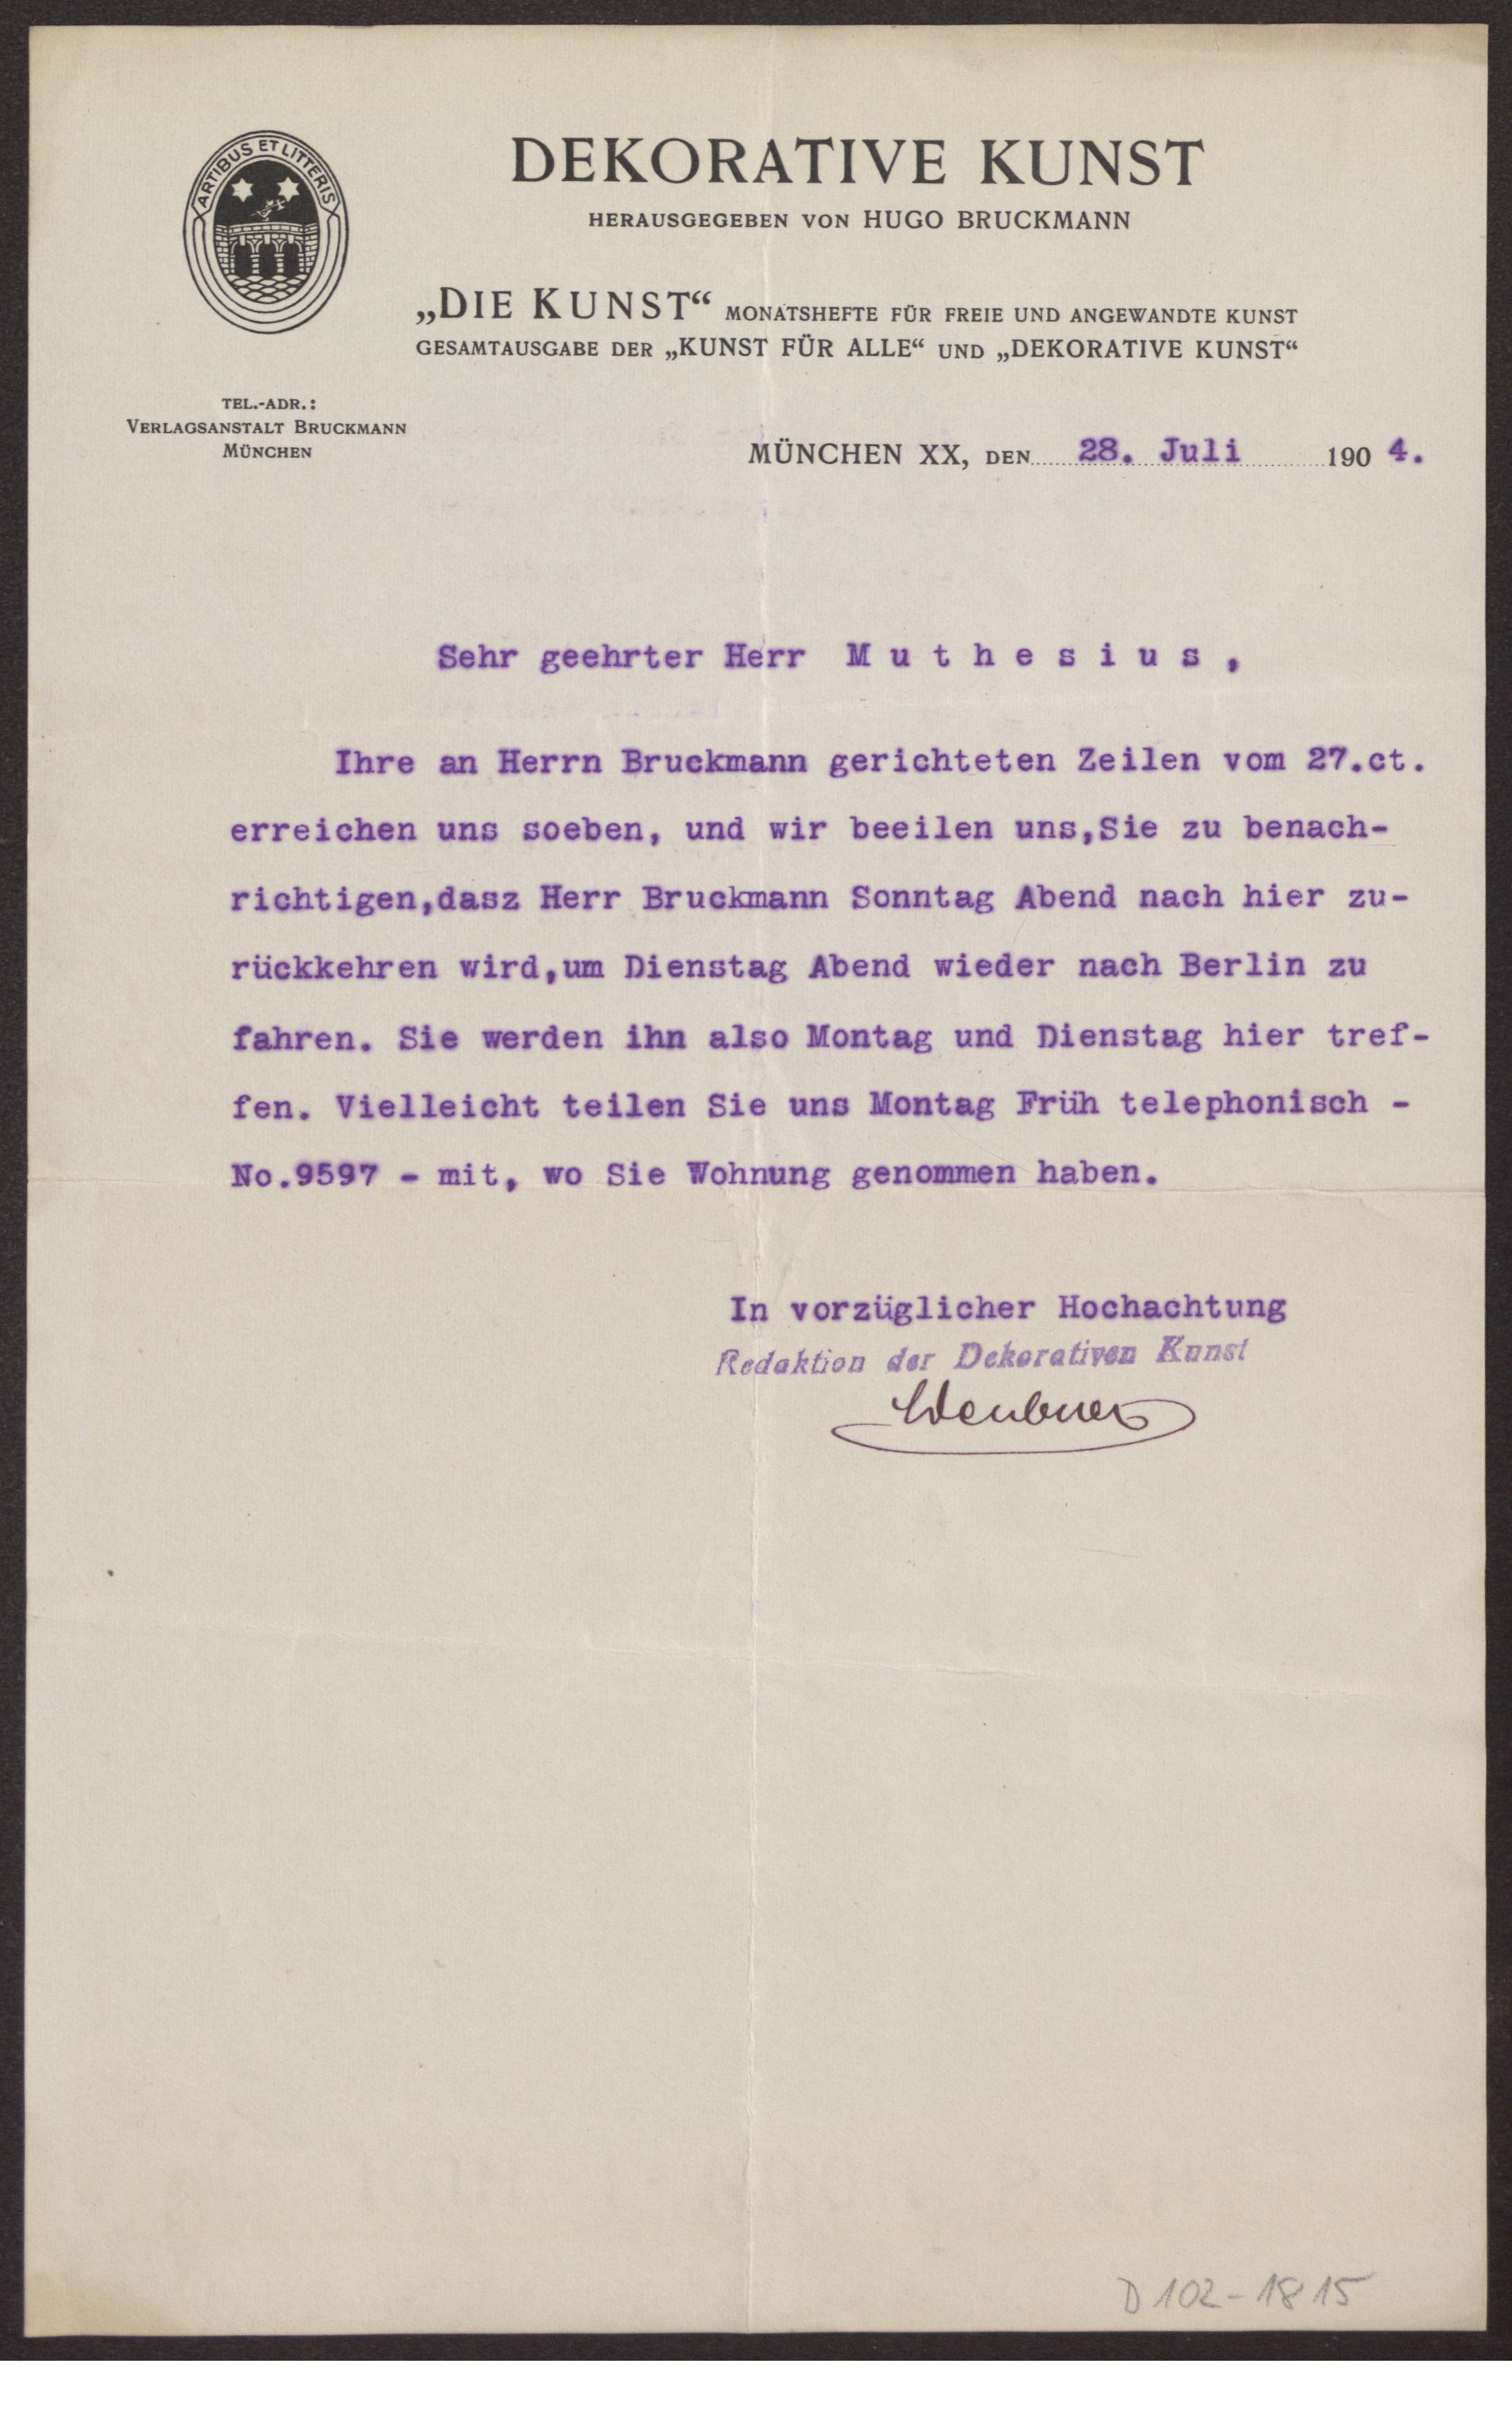 ARTIBUS ET LITTERIS
DEKORATIVE KUNST
HERAUSGEGEBEN VON HUGO BRUCKMANN
„DIE KUNST“ MONATSHEFTE FÜR FREIE UND ANGEWANDTE KUNST
GESAMTAUSGABE DER „KUNST FÜR ALLE“ UND „DEKORATIVE KUNST“
TEL.-ADR.:
VERLAGSANSTALT BRUCKMANN
MÜNCHEN
MÜNCHEN XX, DEN 28. Juli 190 4.
Sehr geehrter Herr M u t h e s i u s ,
Ihre an Herrn Bruckmann gerichteten Zeilen vom 27.ct.
erreichen uns soeben, und wir beeilen uns,Sie zu benach-
richtigen,dasz Herr Bruckmann Sonntag Abend nach hier zu-
rückkehren wird,um Dienstag Abend wieder nach Berlin zu
fahren. Sie werden ihn also Montag und Dienstag hier tref-
fen. Vielleicht teilen Sie uns Montag Früh telephonisch -
No.9597 - mit, wo Sie Wohnung genommen haben.
In vorzüglicher Hochachtung
Redaktion der Dekorativen Kunst
D 102-1815